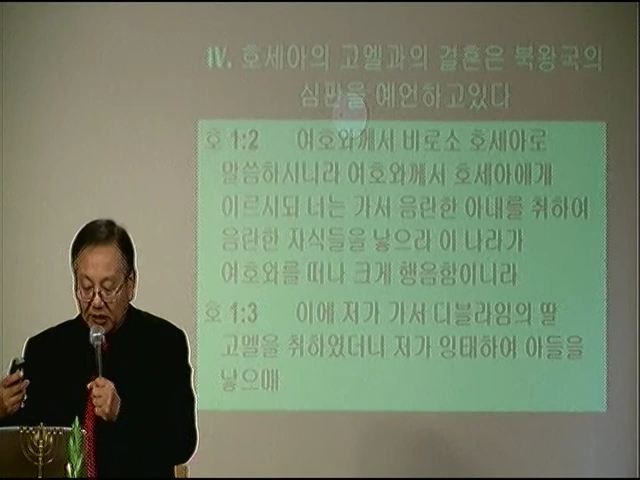 IV. 호세아의 고멜과의 결혼은 북왕국의
심판을 예언하고있다
호 1:2 여호와께서 비로소 호세아로
말씀하시니라 여호와께서 호세아에게
이르시되 너는 가서 음란한 아내를 취하여
음란한 자식들을 낳으라 이 나라가
여호와를 떠나 크게 행음함이니라
호 1:3 이에 저가 가서 디블라임의 딸
고멜을 취하였더니 저가 잉태하여 아들을
낳으매